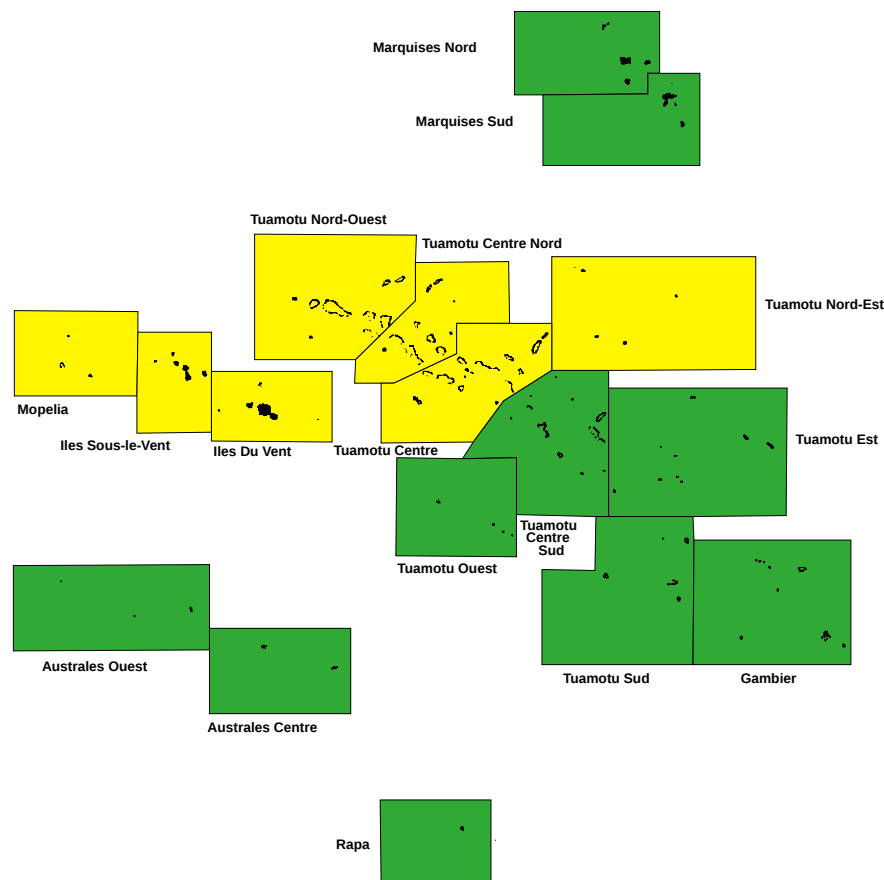 Marquises Nord
Marquises Sud
Tuamotu Nord-Ouest
Tuamotu Centre Nord
Tuamotu Nord-Est
Mopelia
Iles Sous-le-Vent
Iles Du Vent
Tuamotu Centre
Tuamotu Est
Tuamotu
Centre
Sud
Tuamotu Ouest
Australes Ouest
Tuamotu Sud
Gambier
Australes Centre
Rapa